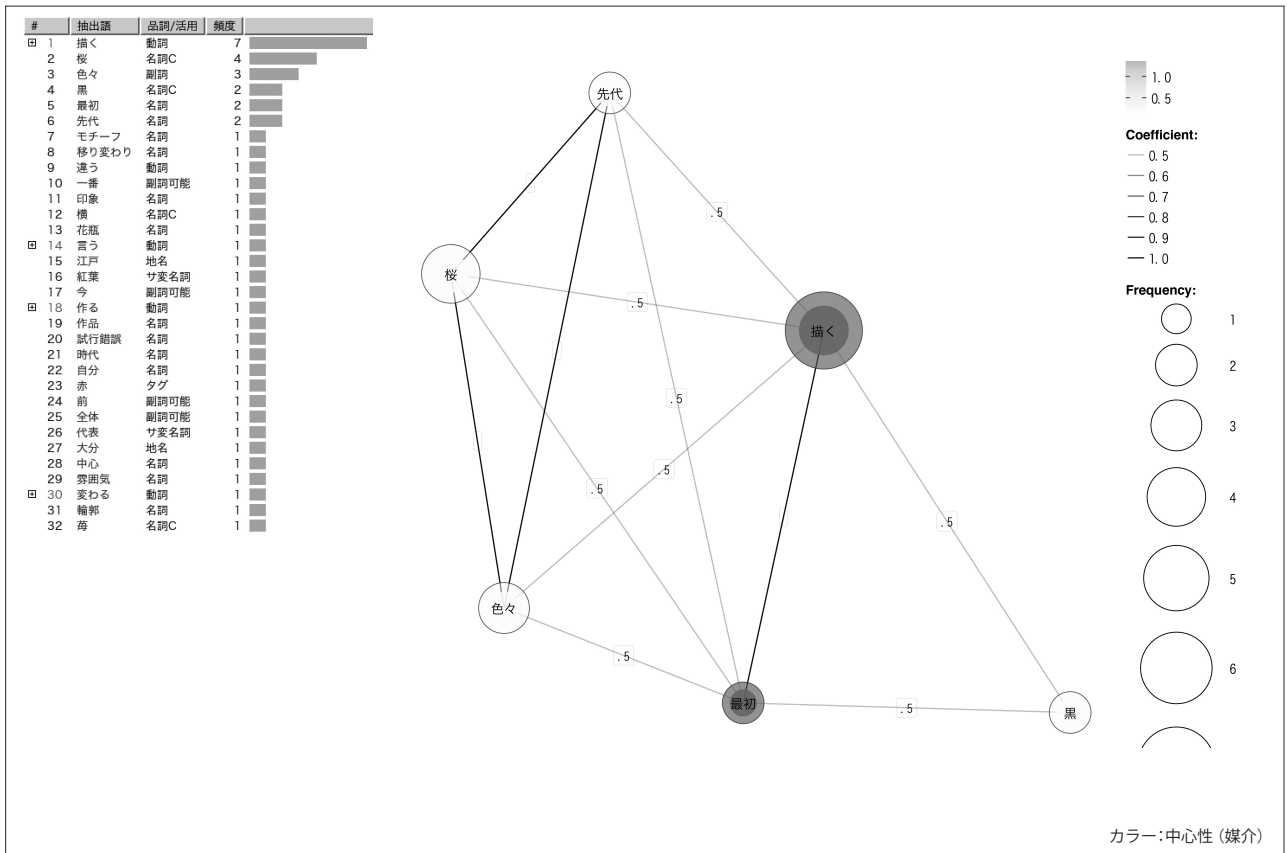 # 抽出語 品詞/活用 頻度
1 描く 動詞 7
2 桜 名詞C 4
3 色々 副詞 3
4 黒 名詞C 2
5 最初 名詞 2
6 先代 名詞 2
7 モチーフ 名詞 1
8 移り変わり 名詞 1
9 違う 動詞 1
10 一番 副詞可能 1
11 印象 名詞 1
12 横 名詞C 1
13 花瓶 名詞 1
14 言う 動詞 1
15 江戸 地名 1
16 紅葉 サ変名詞 1
17 今 副詞可能 1
18 作る 動詞 1
19 作品 名詞 1
20 試行錯誤 名詞 1
21 時代 名詞 1
22 自分 名詞 1
23 赤 タグ 1
24 前 副詞可能 1
25 全体 副詞可能 1
26 代表 サ変名詞 1
27 大分 地名 1
28 中心 名詞 1
29 雰囲気 名詞 1
30 変わる 動詞 1
31 輪郭 名詞 1
32 苺 名詞C 1
先代
.5
桜
.5
描く
.5
.5
.5
.5
色々
.5
.5
最初
.5
黒
1.0
0.5
Coefficient:
0.5
0.6
0.7
0.8
0.9
1.0
Frequency:
1
2
3
4
5
6
カラー：中心性（媒介）